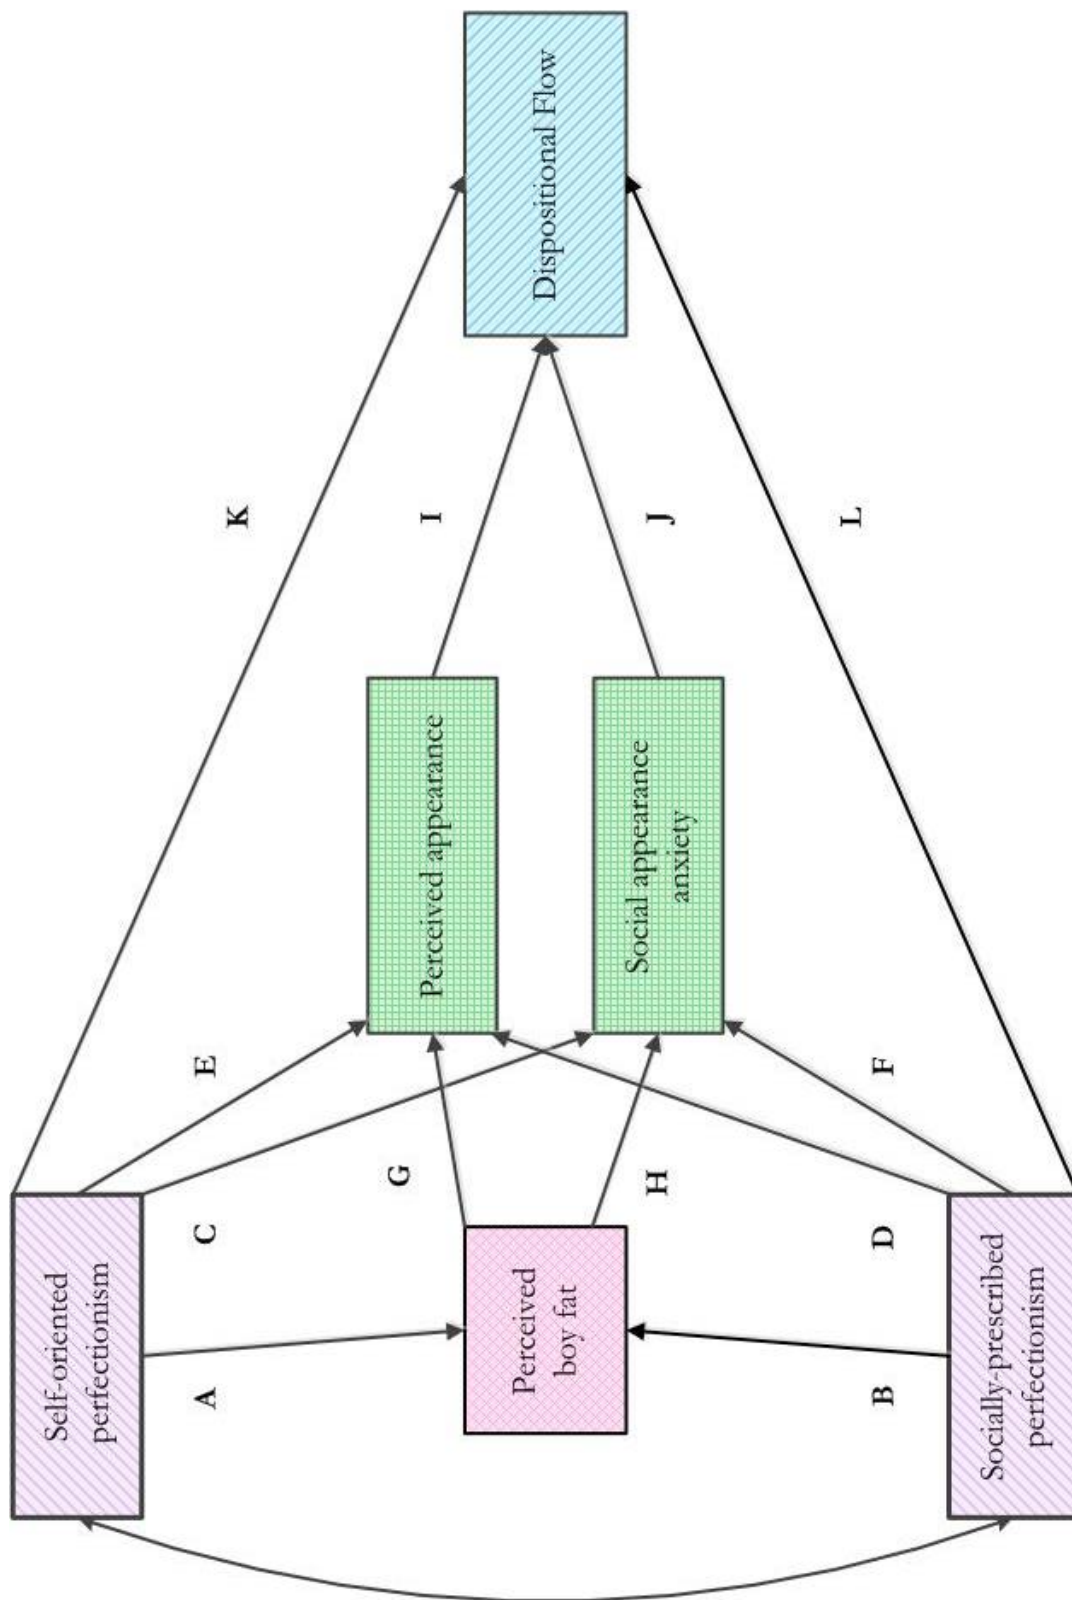 Self-oriented
perfectionism
A
C
E
K
Perceived
boy fat
G
H
Perceived appearance
I
Social appearance
anxiety
J
Dispositional Flow
B
D
F
L
Socially-prescribed
perfectionism